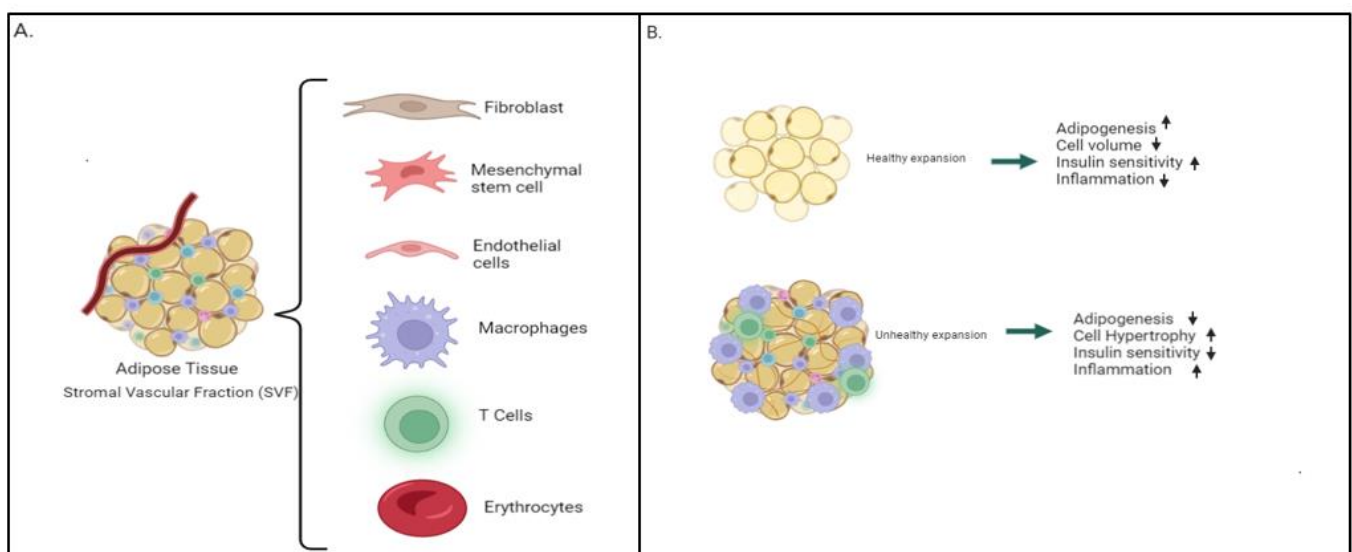 A.
Fibroblast
Mesenchymal
stem cell
Endothelial
cells
Macrophages
T Cells
Erythrocytes
Adipose Tissue
Stromal Vascular Fraction (SVF)
B.
Healthy expansion
Adipogenesis ↑
Cell volume ↓
Insulin sensitivity ↑
Inflammation ↓
Unhealthy expansion
Adipogenesis ↓
Cell Hypertrophy ↑
Insulin sensitivity ↓
Inflammation ↑